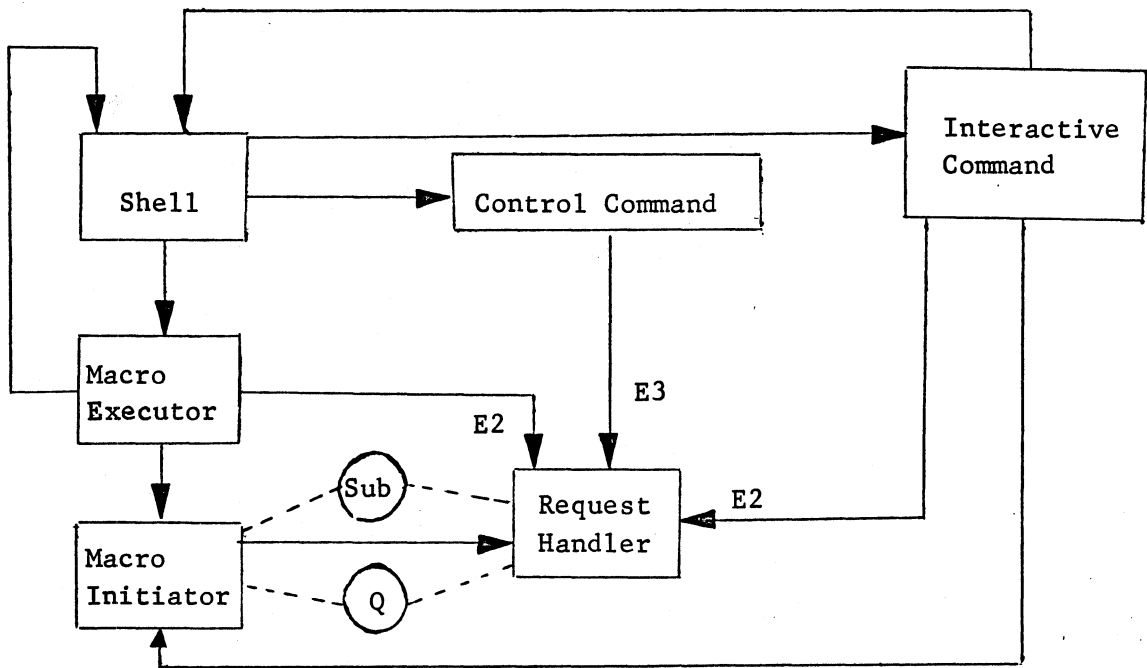 Interactive
Command
Shell
Control Command
Macro
Executor
E2
E3
Sub
Request
Handler
E2
Macro
Initiator
Q